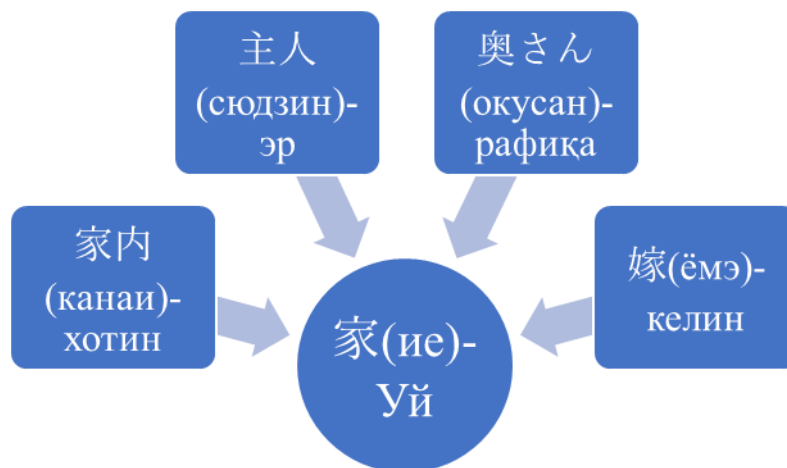 主人
(сюдзин)-
эр
奥さん
(окусан)-
рафиқа
家内
(канаи)-
хотин
嫁(ёмэ)-
келин
家(ие)-
Уй